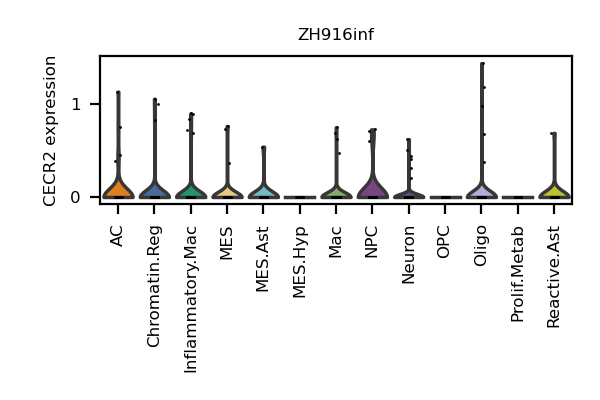 ZH916inf
CECR2 expression
1
0
AC
Chromatin.Reg
Inflammatory.Mac
MES
MES.Ast
MES.Hyp
Mac
NPC
Neuron
OPC
Oligo
Prolif.Metab
Reactive.Ast